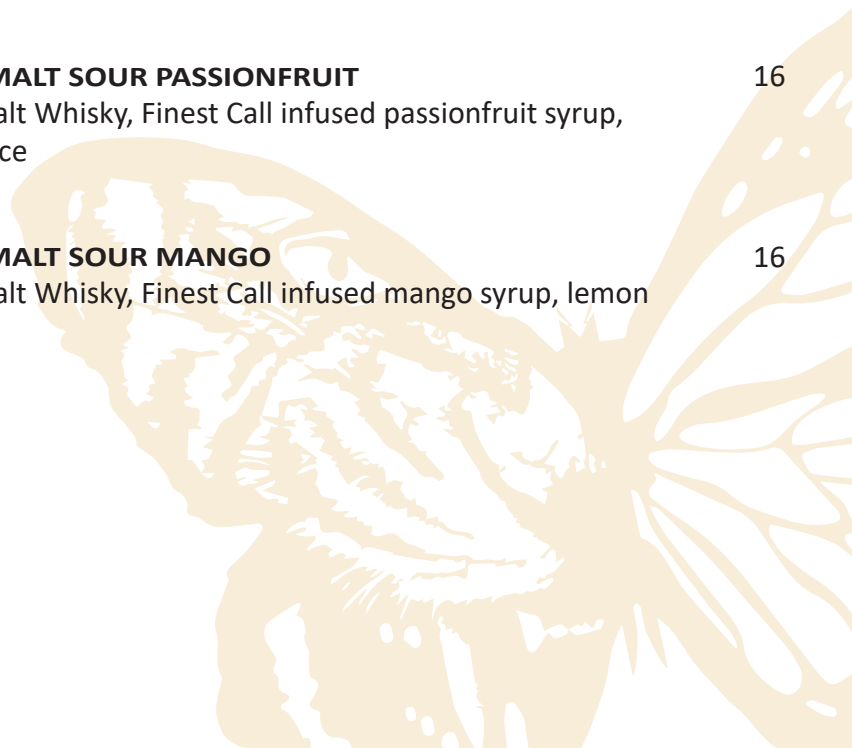 MALT SOUR PASSIONFRUIT 16
alt Whisky, Finest Call infused passionfruit syrup,
ce
MALT SOUR MANGO 16
alt Whisky, Finest Call infused mango syrup, lemon